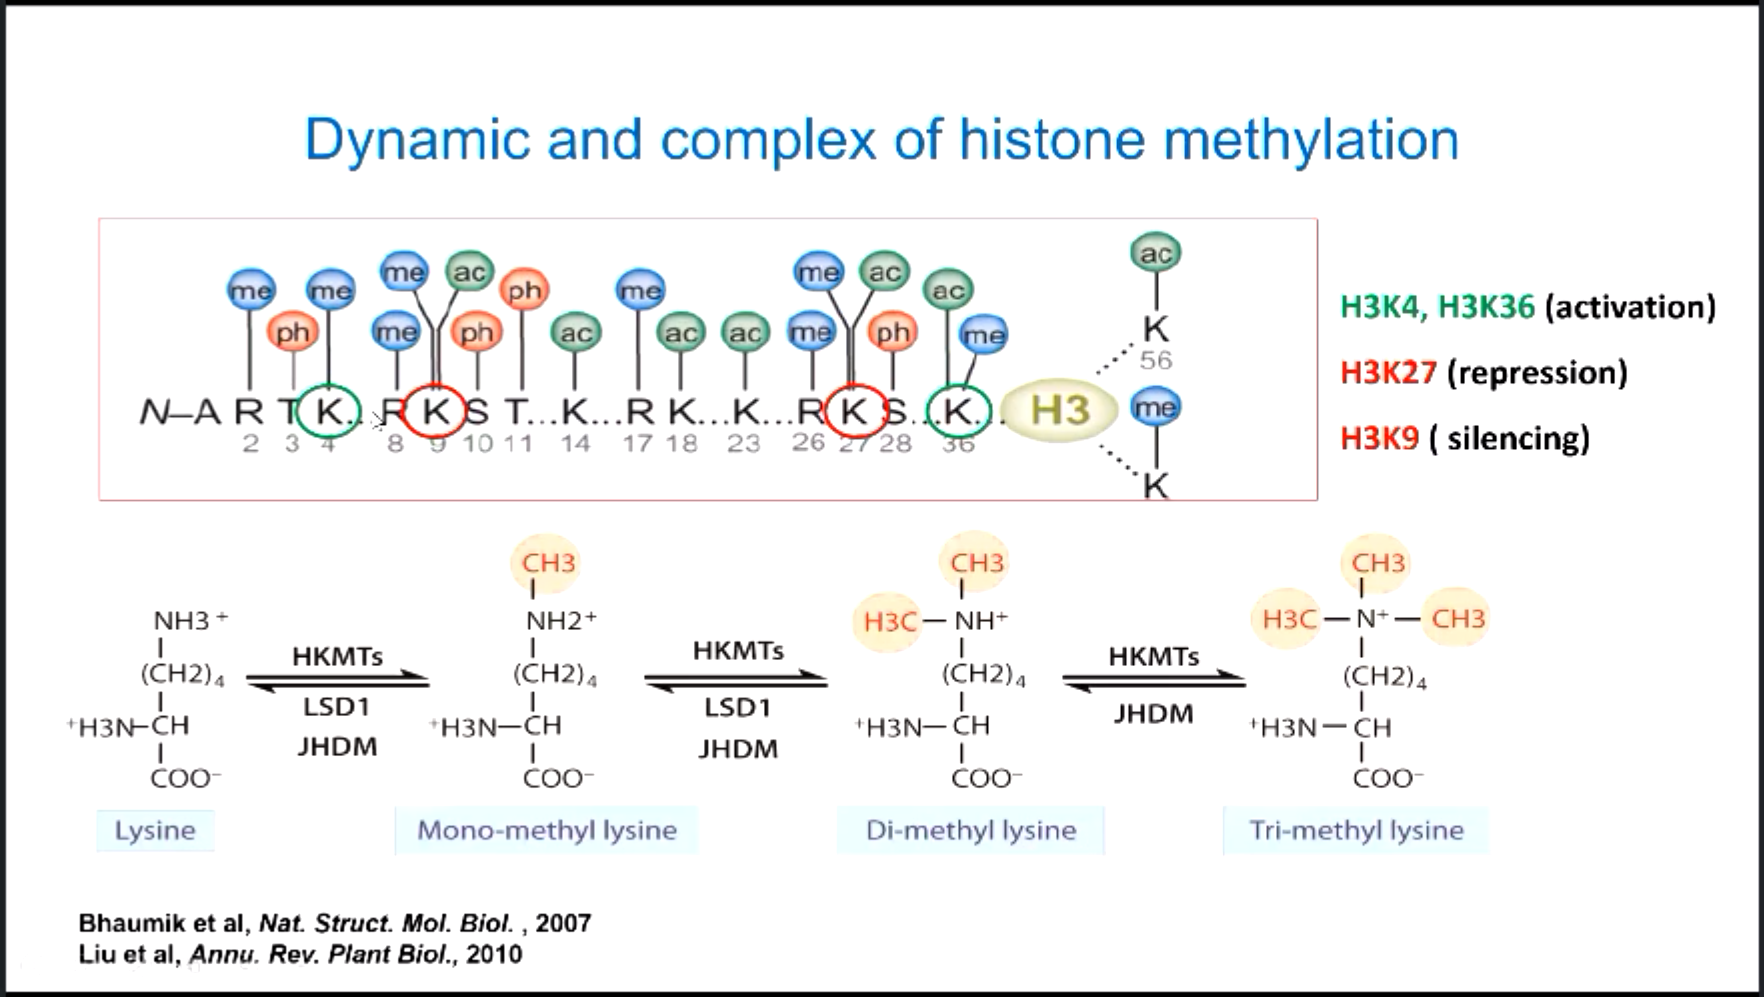 Dynamic and complex of histone methylation
ac
me ac me ac
me me ph me ac
ph me ph ac ac ac me ph me K
56
N–A R T K... R K S T...K...R K...K...R K S...K... H3 me
2 3 4 8 9 10 11 14 17 18 23 26 27 28 36
K
H3K4, H3K36 (activation)
H3K27 (repression)
H3K9 ( silencing)
NH3 +
(CH2)4
+H3N–CH
COO–
Lysine
HKMTs
LSD1
JHDM
CH3
NH2+
(CH2)4
+H3N–CH
COO–
Mono-methyl lysine
HKMTs
LSD1
JHDM
CH3
H3C – NH+
(CH2)4
+H3N – CH
COO–
Di-methyl lysine
HKMTs
JHDM
CH3
H3C – N+ – CH3
(CH2)4
+H3N – CH
COO–
Tri-methyl lysine
Bhaumik et al, Nat. Struct. Mol. Biol. , 2007
Liu et al, Annu. Rev. Plant Biol., 2010